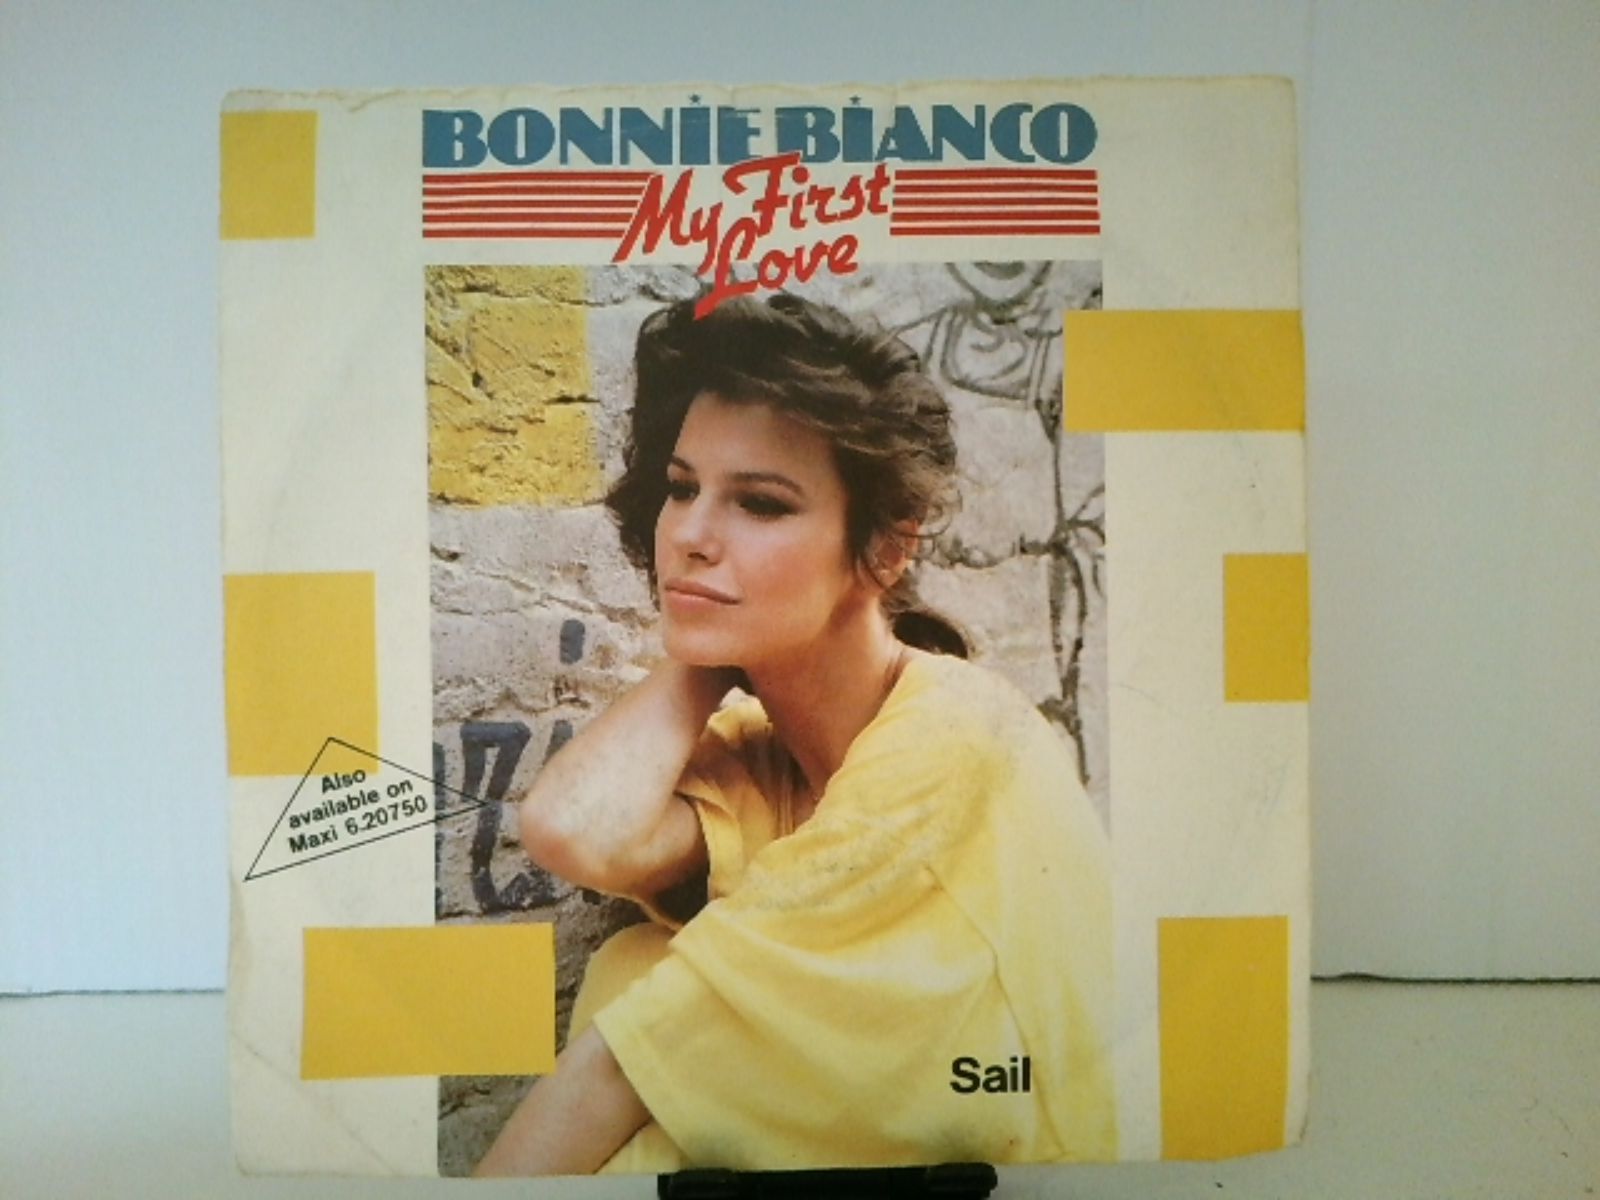 BONNIE BIANCO
My First
Love
Also
available on
Maxi 6.20750
Sail